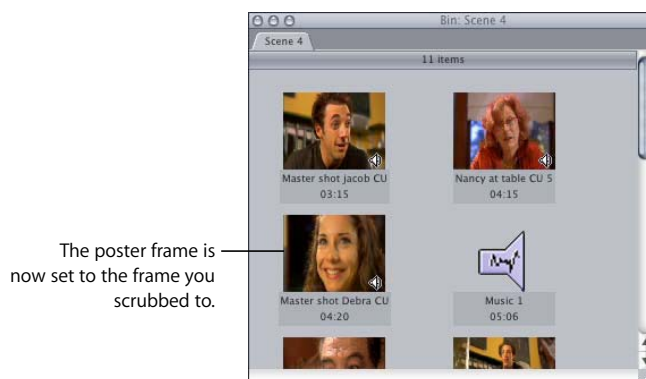 Bin: Scene 4
Scene 4
11 items
Master shot jacob CU
03:15
Nancy at table CU 5
04:15
The poster frame is
now set to the frame you
scrubbed to.
Master shot Debra CU
04:20
Music 1
05:06